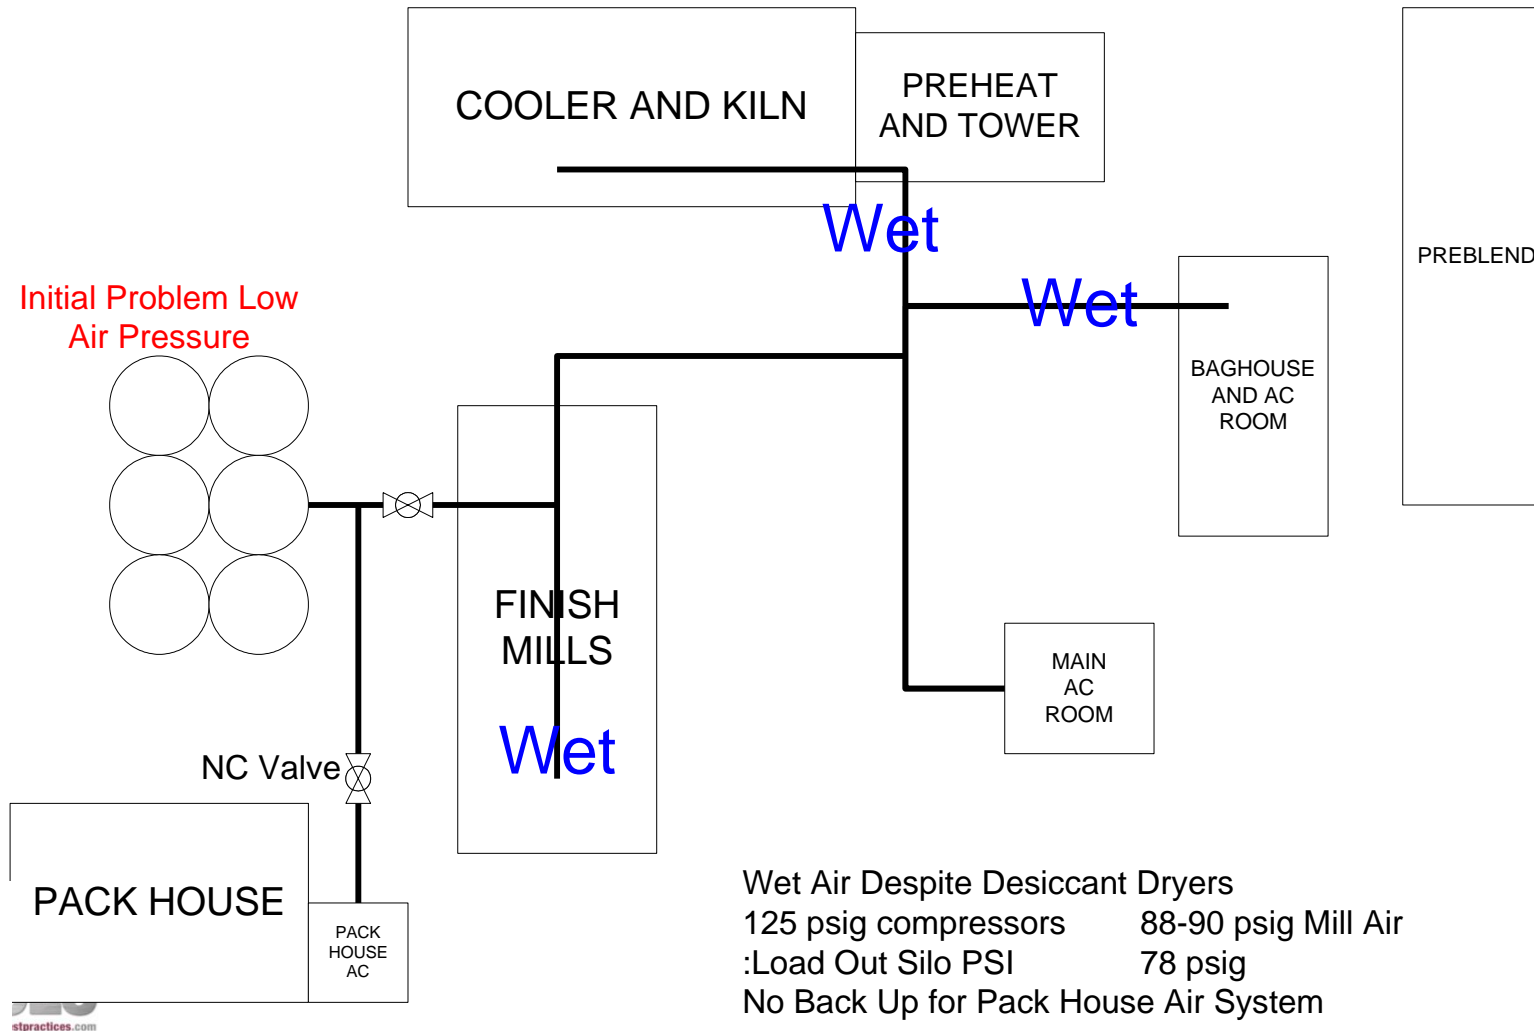 COOLER AND KILN
PREHEAT
AND TOWER
Wet
PREBLEND
Initial Problem Low
Air Pressure
Wet
BAGHOUSE
AND AC
ROOM
FINISH
MILLS
MAIN
AC
ROOM
Wet
NC Valve
PACK HOUSE
PACK
HOUSE
AC
Wet Air Despite Desiccant Dryers
125 psig compressors 88-90 psig Mill Air
:Load Out Silo PSI 78 psig
No Back Up for Pack House Air System
stpractices.com